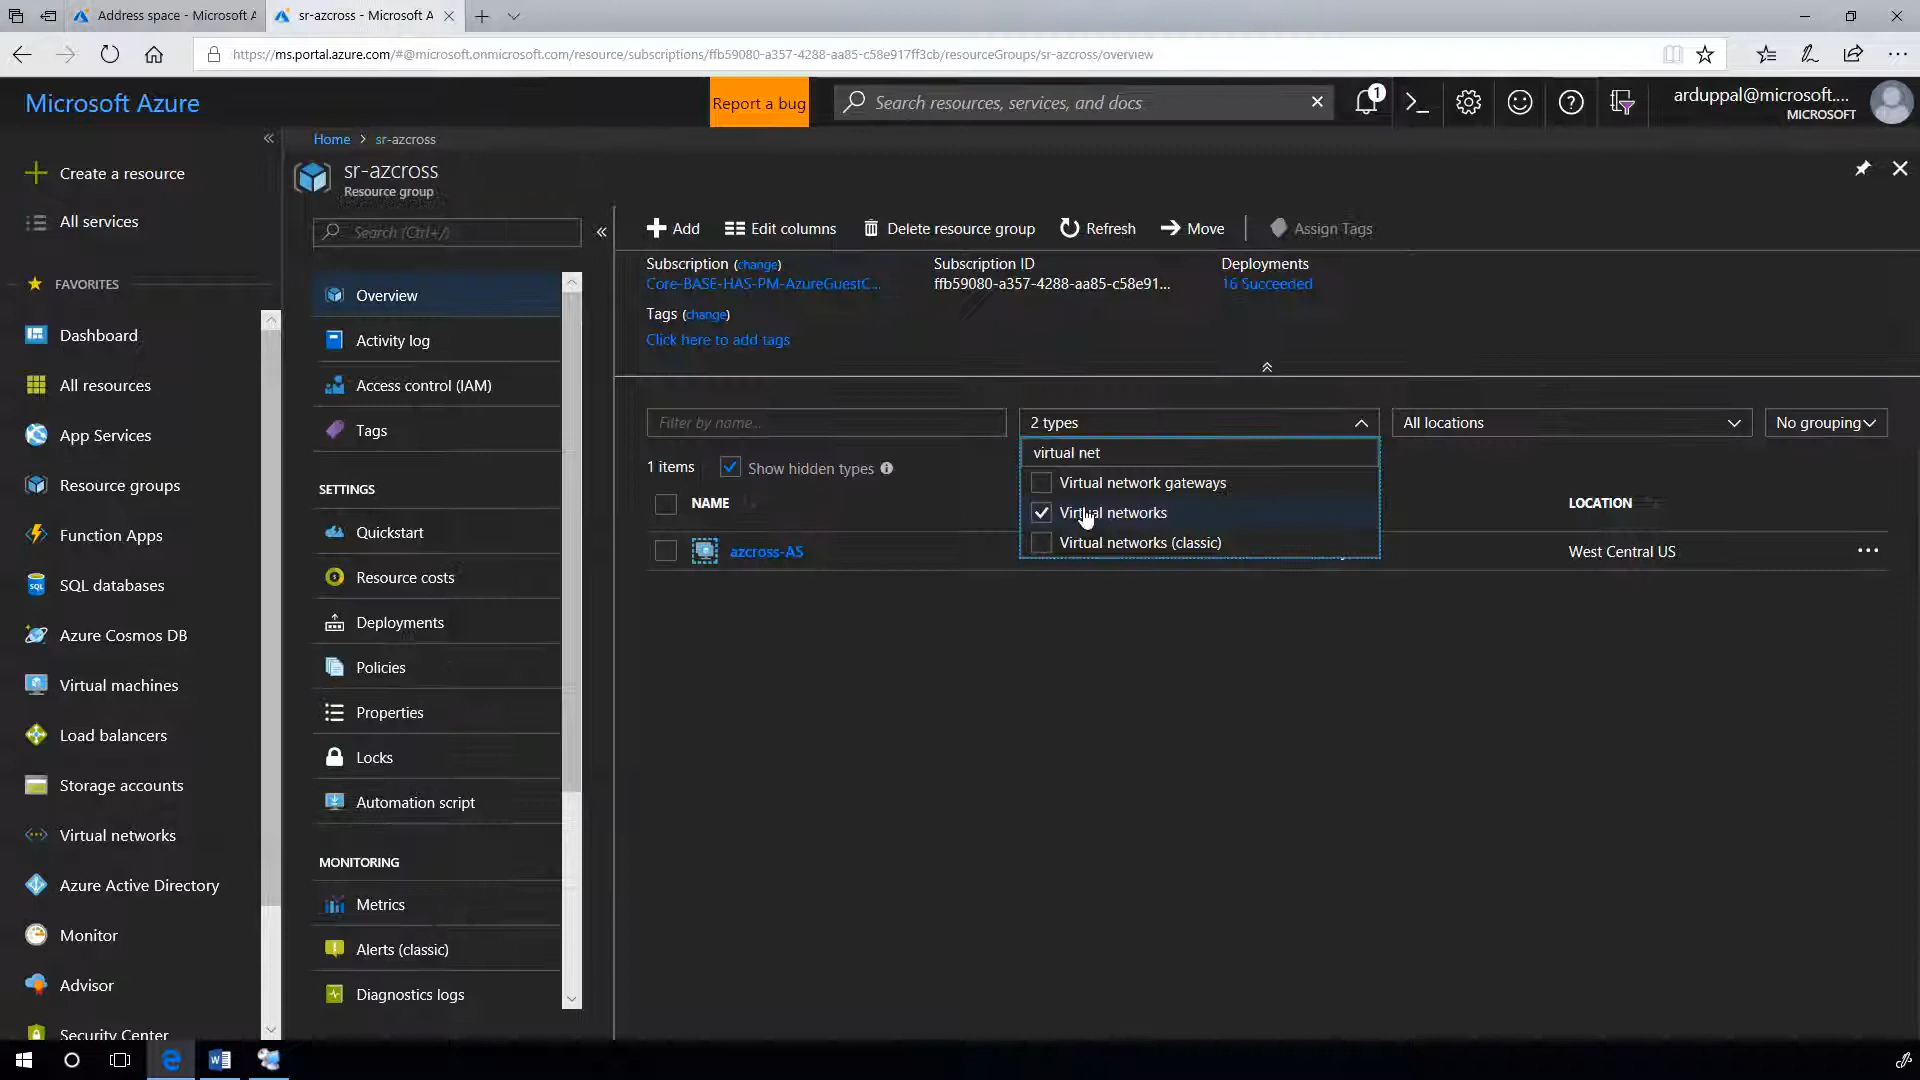 Address space - Microsoft A
sr-azcross - Microsoft A
https://ms.portal.azure.com/#@microsoft.onmicrosoft.com/resource/subscriptions/ffb59080-a357-4288-aa85-c58e917ff3cb/resourceGroups/sr-azcross/overview
Microsoft Azure
Report a bug
Search resources, services, and docs
1
arduppal@microsoft....
MICROSOFT
Create a resource
All services
FAVORITES
Dashboard
All resources
App Services
Resource groups
Function Apps
SQL databases
Azure Cosmos DB
Virtual machines
Load balancers
Storage accounts
Virtual networks
Azure Active Directory
Monitor
Advisor
Security Center
Home > sr-azcross
sr-azcross
Resource group
Search (Ctrl+/)
Overview
Activity log
Access control (IAM)
Tags
SETTINGS
Quickstart
Resource costs
Deployments
Policies
Properties
Locks
Automation script
MONITORING
Metrics
Alerts (classic)
Diagnostics logs
Add
Edit columns
Delete resource group
Refresh
Move
Assign Tags
Subscription (change)
Core-BASE-HAS-PM-AzureGuestC...
Subscription ID
ffb59080-a357-4288-aa85-c58e91...
Deployments
16 Succeeded
Tags (change)
Click here to add tags
Filter by name...
2 types
All locations
No grouping
virtual net
Virtual network gateways
Virtual networks
Virtual networks (classic)
1 items
Show hidden types
NAME
LOCATION
azcross-AS
West Central US